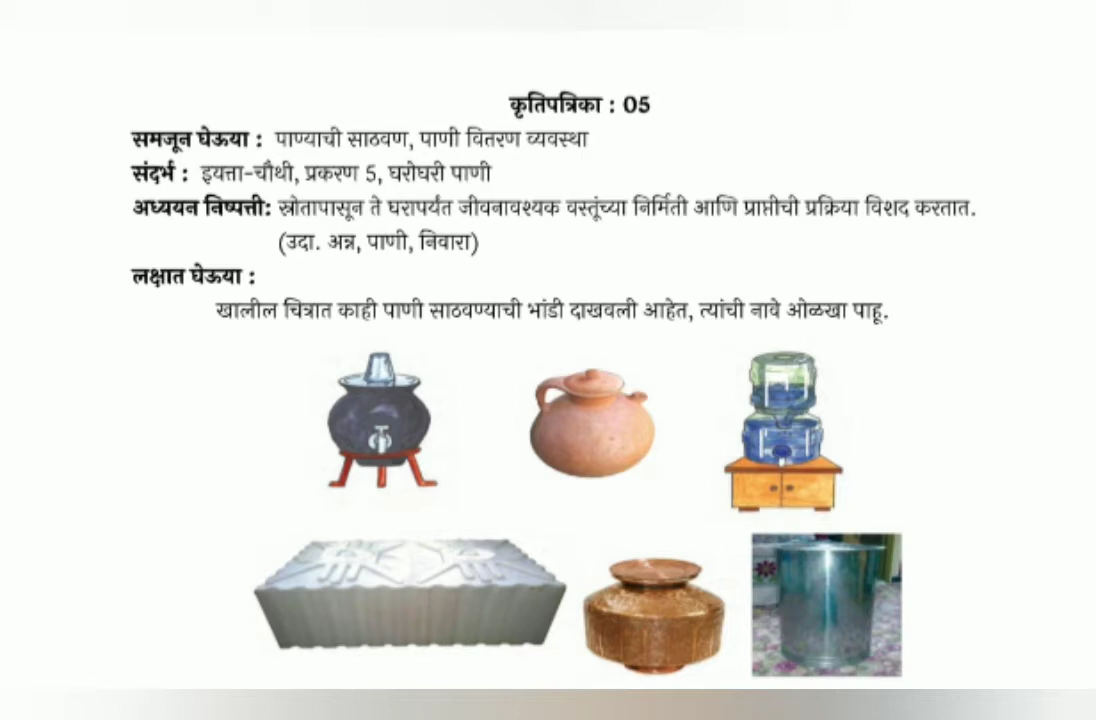 कृतिपत्रिका : 05
समजून घेऊया : पाण्याची साठवण, पाणी वितरण व्यवस्था
संदर्भ : इयत्ता-चौथी, प्रकरण 5, घरोघरी पाणी
अध्ययन निष्पत्ती: स्रोतापासून ते घरापर्यंत जीवनावश्यक वस्तूंच्या निर्मिती आणि प्राप्तीची प्रक्रिया विशद करतात.
(उदा. अन्न, पाणी, निवारा)
लक्षात घेऊया :
खालील चित्रात काही पाणी साठवण्याची भांडी दाखवली आहेत, त्यांची नावे ओळखा पाहू.